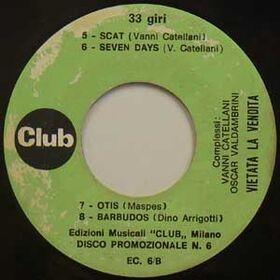 33 giri
5 - SCAT (Vanni Catellani)
6 - SEVEN DAYS (V. Catellani)
Club
Complessi:
VANNI CATELLANI
OSCAR VALDAMBRINI
VIETATA LA VENDITA
7 - OTIS (Maspes)
8 - BARBUDOS (Dino Arrigotti)
Edizioni Musicali "CLUB„ Milano
DISCO PROMOZIONALE N. 6
EC. 6/B